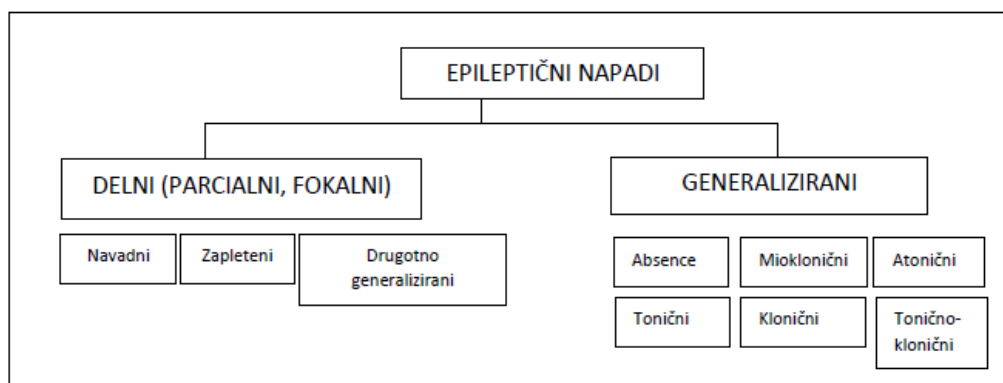 EPILEPTIČNI NAPADI
DELNI (PARCIALNI, FOKALNI)
GENERALIZIRANI
Navadni
Zapleteni
Drugotno
generalizirani
Absence
Mioklonični
Atonični
Tonični
Klonični
Tonično-
klonični